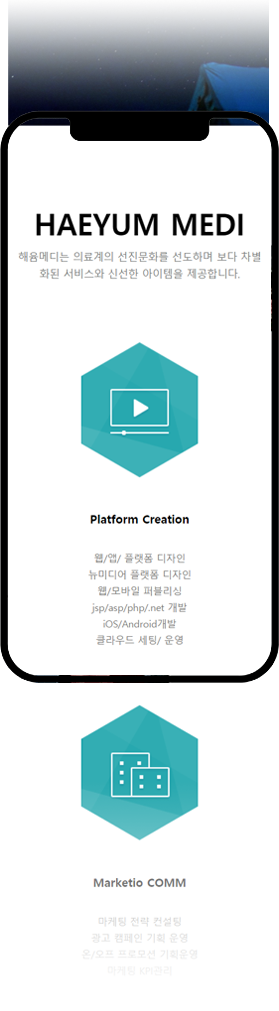 HAEYUM MEDI
해윰메디는 의료계의 선진문화를 선도하며 보다 차별
화된 서비스와 신선한 아이템을 제공합니다.
Platform Creation
웹/앱/ 플랫폼 디자인
뉴미디어 플랫폼 디자인
웹/모바일 퍼블리싱
jsp/asp/php/.net 개발
iOS/Android개발
클라우드 세팅/ 운영
Marketio COMM
마케팅 전략 컨설팅
광고 캠페인 기획 운영
온/오프 프로모션 기획운영
마케팅 KPI관리